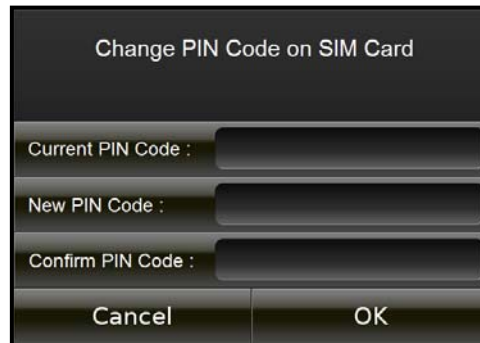 Change PIN Code on SIM Card
Current PIN Code :
New PIN Code :
Confirm PIN Code :
Cancel OK